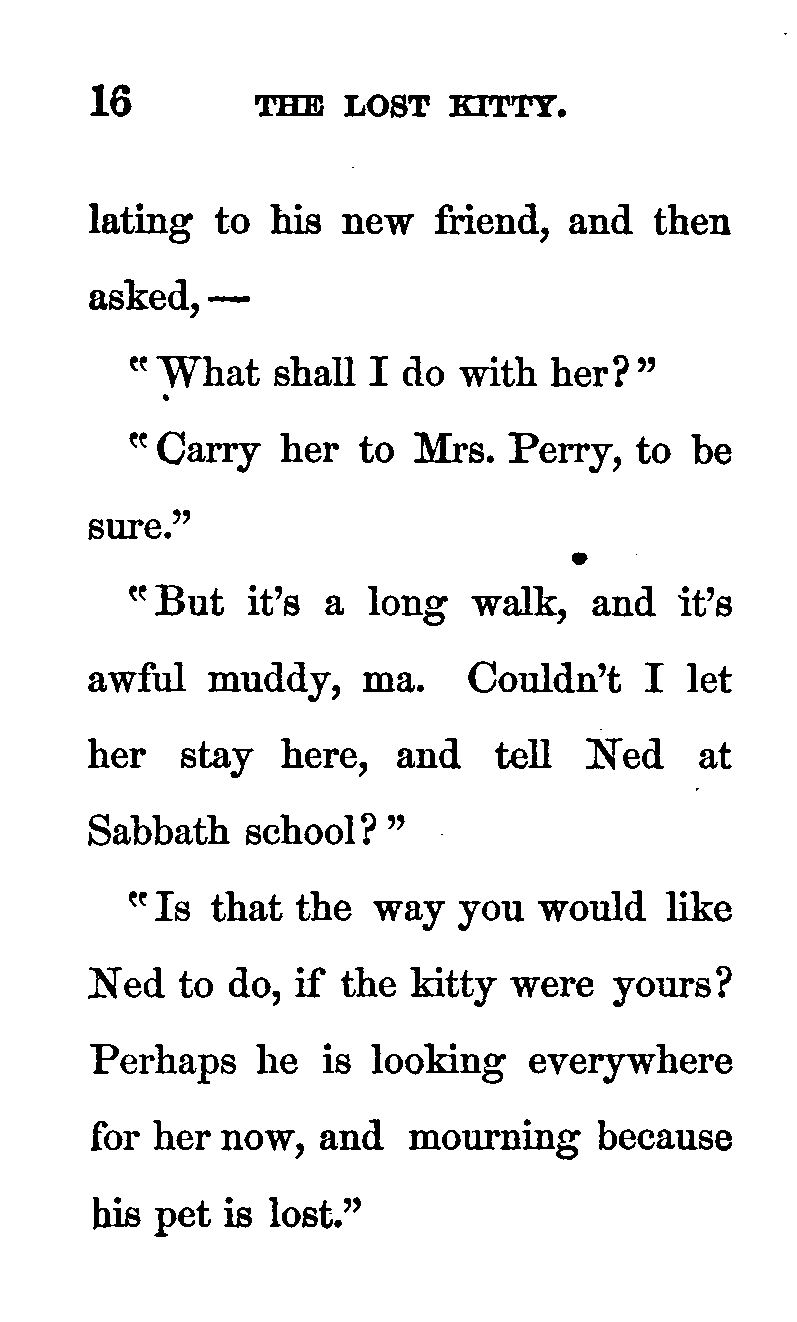 16 THE LOST KITTY.
lating to his new friend, and then
asked,—
"What shall I do with her?"
"Carry her to Mrs. Perry, to be
sure."
"But it's a long walk, and it's
awful muddy, ma. Couldn't I let
her stay here, and tell Ned at
Sabbath school?"
"Is that the way you would like
Ned to do, if the kitty were yours?
Perhaps he is looking everywhere
for her now, and mourning because
his pet is lost."